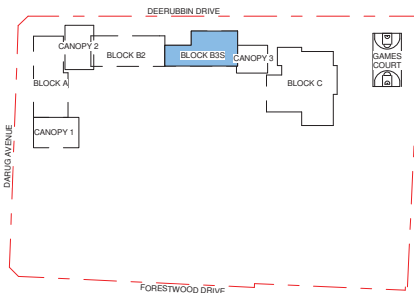 DEERUBBIN DRIVE
CANOPY 2
BLOCK B2
BLOCK B3S
CANOPY 3
GAMES
COURT
BLOCK A
BLOCK C
CANOPY 1
DARUG AVENUE
FORESTWOOD DRIVE